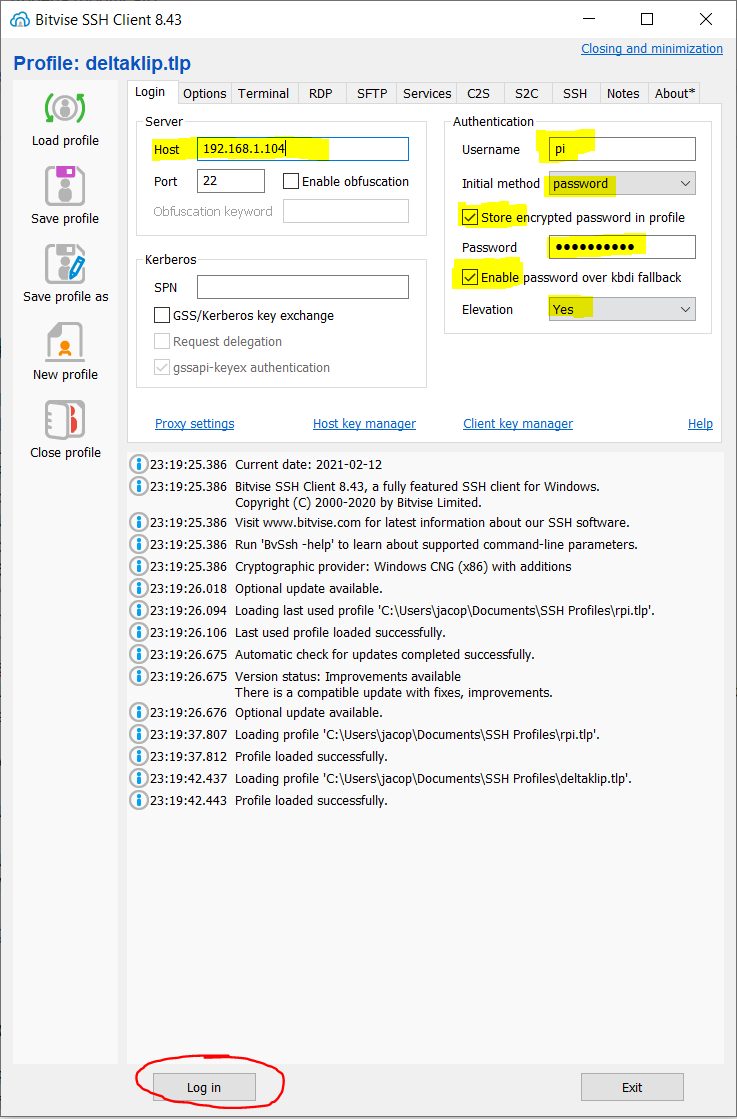 Bitvise SSH Client 8.43
Closing and minimization
Profile: deltaklip.tlp
Load profile
Save profile
Save profile as
New profile
Close profile
Login Options Terminal RDP SFTP Services C2S S2C SSH Notes About*
Server
Host 192.168.1.104
Port 22 Enable obfuscation
Obfuscation keyword
Kerberos
SPN
GSS/Kerberos key exchange
Request delegation
gssapi-keyex authentication
Authentication
Username pi
Initial method password
Store encrypted password in profile
Password ●●●●●●●●●●
Enable password over kbdi fallback
Elevation Yes
Proxy settings Host key manager Client key manager Help
23:19:25.386 Current date: 2021-02-12
23:19:25.386 Bitvise SSH Client 8.43, a fully featured SSH client for Windows.
Copyright (C) 2000-2020 by Bitvise Limited.
23:19:25.386 Visit www.bitvise.com for latest information about our SSH software.
23:19:25.386 Run 'BvSsh -help' to learn about supported command-line parameters.
23:19:25.386 Cryptographic provider: Windows CNG (x86) with additions
23:19:26.018 Optional update available.
23:19:26.094 Loading last used profile 'C:\Users\jacop\Documents\SSH Profiles\rpi.tlp'.
23:19:26.106 Last used profile loaded successfully.
23:19:26.675 Automatic check for updates completed successfully.
23:19:26.675 Version status: Improvements available
There is a compatible update with fixes, improvements.
23:19:26.676 Optional update available.
23:19:37.807 Loading profile 'C:\Users\jacop\Documents\SSH Profiles\rpi.tlp'.
23:19:37.812 Profile loaded successfully.
23:19:42.437 Loading profile 'C:\Users\jacop\Documents\SSH Profiles\deltaklip.tlp'.
23:19:42.443 Profile loaded successfully.
Log in Exit